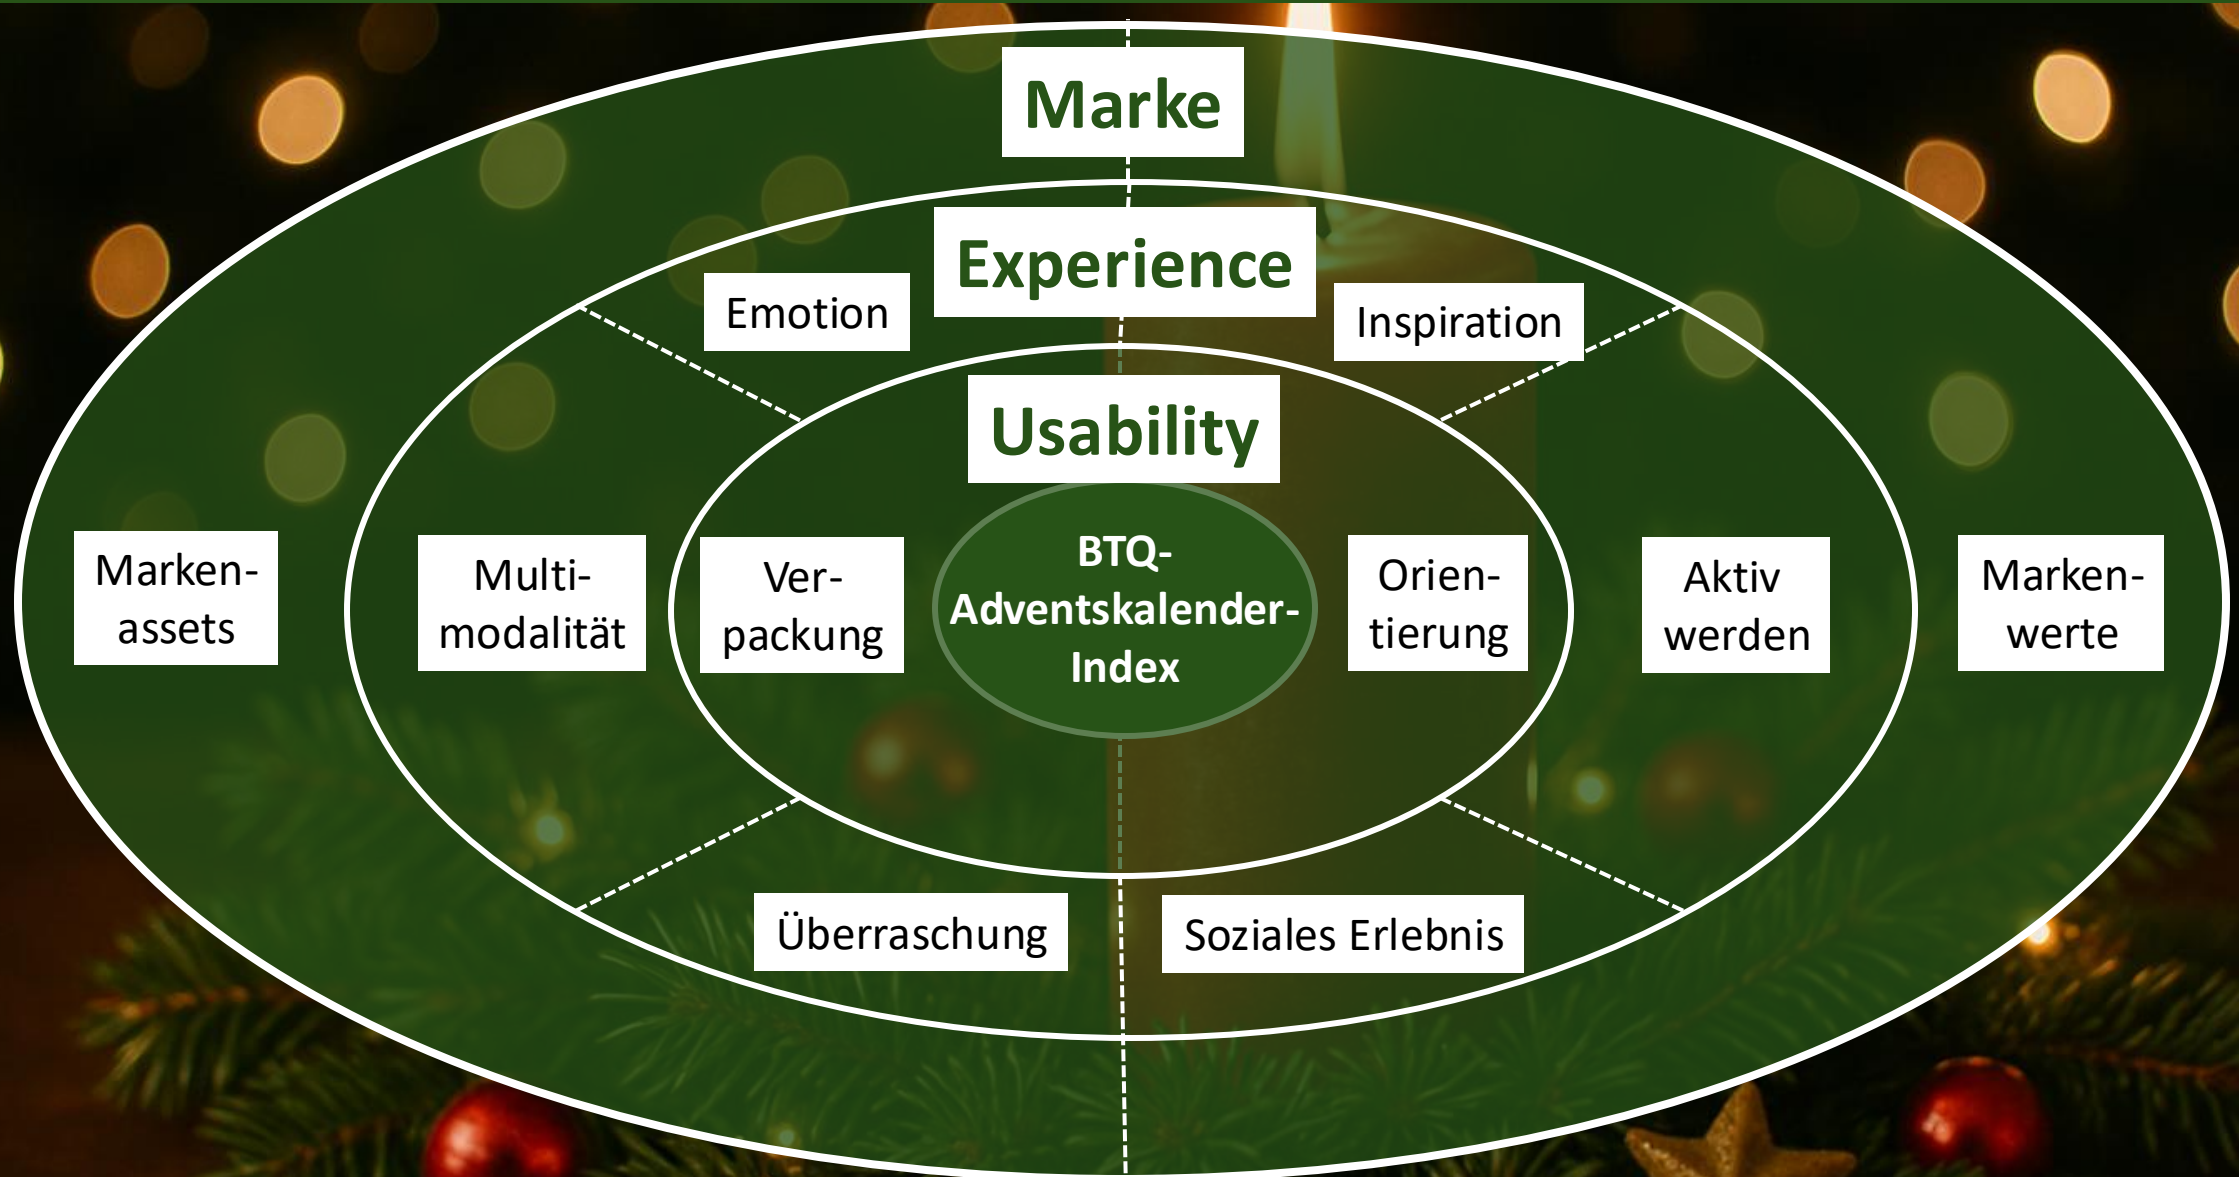 Marke
Experience
Emotion
Inspiration
Usability
Marken-
assets
Multi-
modalität
Ver-
packung
BTQ-
Adventskalender-
Index
Orien-
tierung
Aktiv
werden
Marken-
werte
Überraschung
Soziales Erlebnis